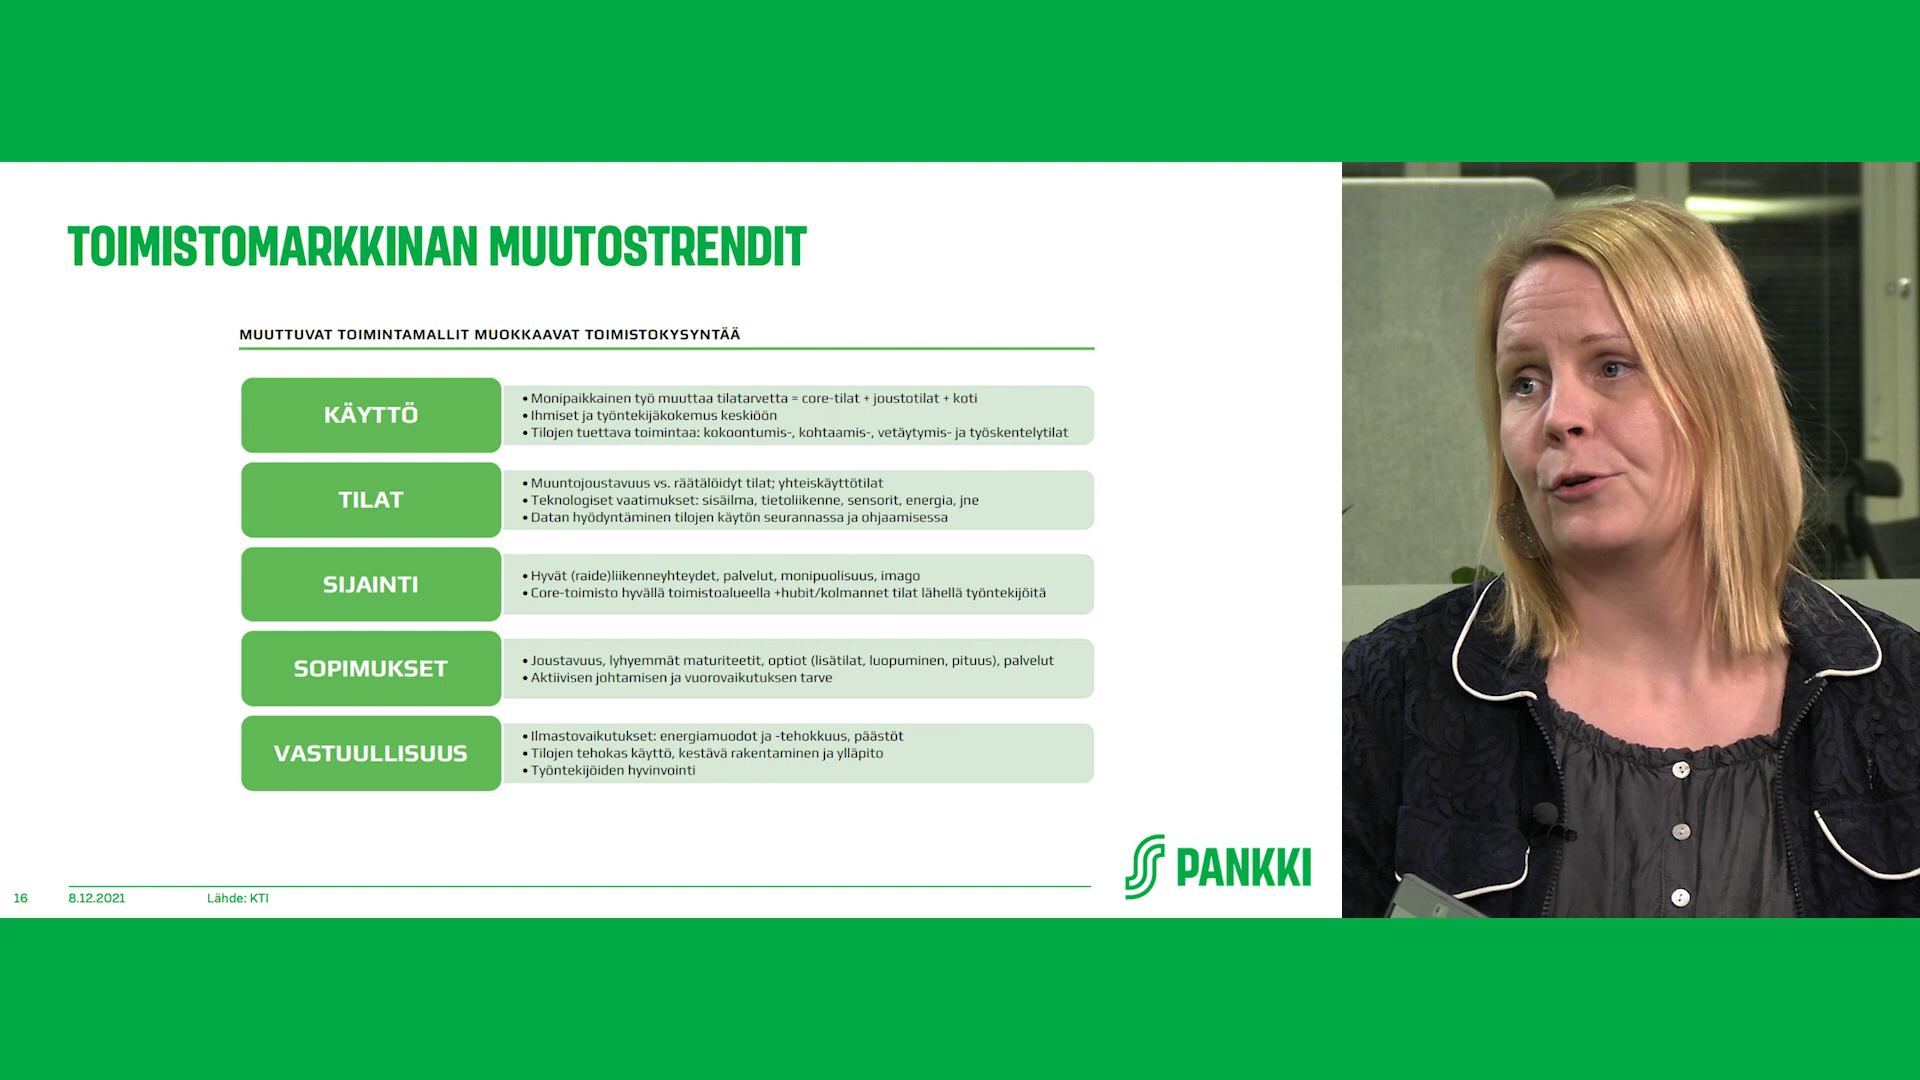 TOIMISTOMARKKINAN MUUTOSTRENDIT
MUUTTUVAT TOIMINTAMALLIT MUOKKAAVAT TOIMISTOKYSYNTÄÄ
KÄYTTÖ
• Monipaikkainen työ muuttaa tilatarvetta = core-tilat + joustotilat + koti
• Ihmiset ja työntekijäkokemus keskiöön
• Tilojen tuettava toimintaa: kokoontumis-, kohtaamis-, vetäytymis- ja työskentelytilat
TILAT
• Muuntojoustavuus vs. räätälöidyt tilat; yhteiskäyttötilat
• Teknologiset vaatimukset: sisäilma, tietoliikenne, sensorit, energia, jne
• Datan hyödyntäminen tilojen käytön seurannassa ja ohjaamisessa
SIJAINTI
• Hyvät (raide)liikenneyhteydet, palvelut, monipuolisuus, imago
• Core-toimisto hyvällä toimistoalueella +hubit/kolmannet tilat lähellä työntekijöitä
SOPIMUKSET
• Joustavuus, lyhyemmät maturiteetit, optiot (lisätilat, luopuminen, pituus), palvelut
• Aktiivisen johtamisen ja vuorovaikutuksen tarve
VASTUULLISUUS
• Ilmastovaikutukset: energiamuodot ja -tehokkuus, päästöt
• Tilojen tehokas käyttö, kestävä rakentaminen ja ylläpito
• Työntekijöiden hyvinvointi
S PANKKI
16 8.12.2021 Lähde: KTI